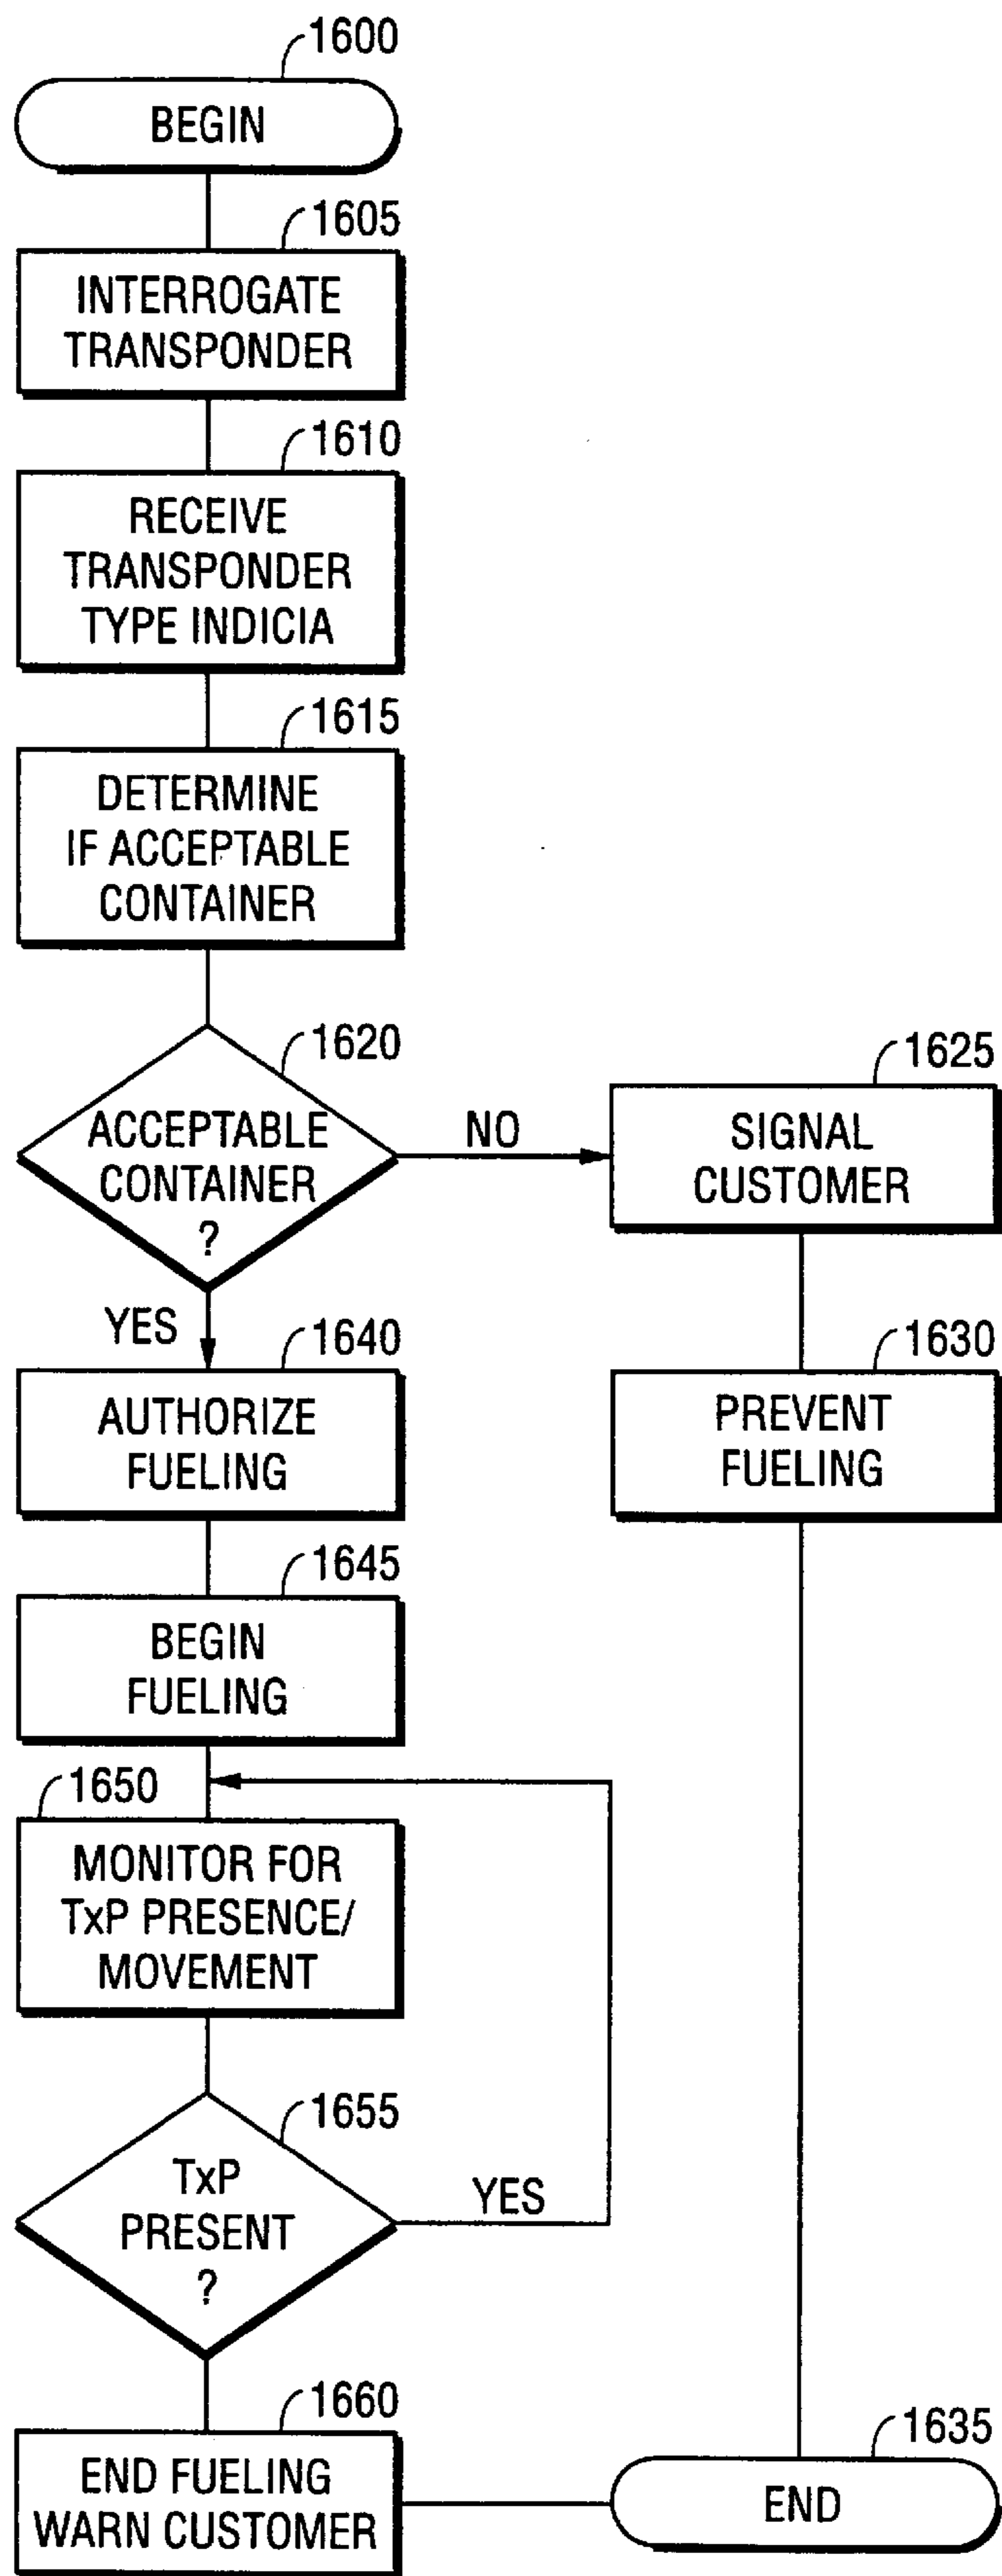 1600
BEGIN
1605
INTERROGATE
TRANSPONDER
1610
RECEIVE
TRANSPONDER
TYPE INDICIA
1615
DETERMINE
IF ACCEPTABLE
CONTAINER
1620
ACCEPTABLE
CONTAINER
?
NO
1625
SIGNAL
CUSTOMER
YES
1640
AUTHORIZE
FUELING
1630
PREVENT
FUELING
1645
BEGIN
FUELING
1650
MONITOR FOR
TxP PRESENCE/
MOVEMENT
1655
TxP
PRESENT
?
YES
1660
END FUELING
WARN CUSTOMER
1635
END